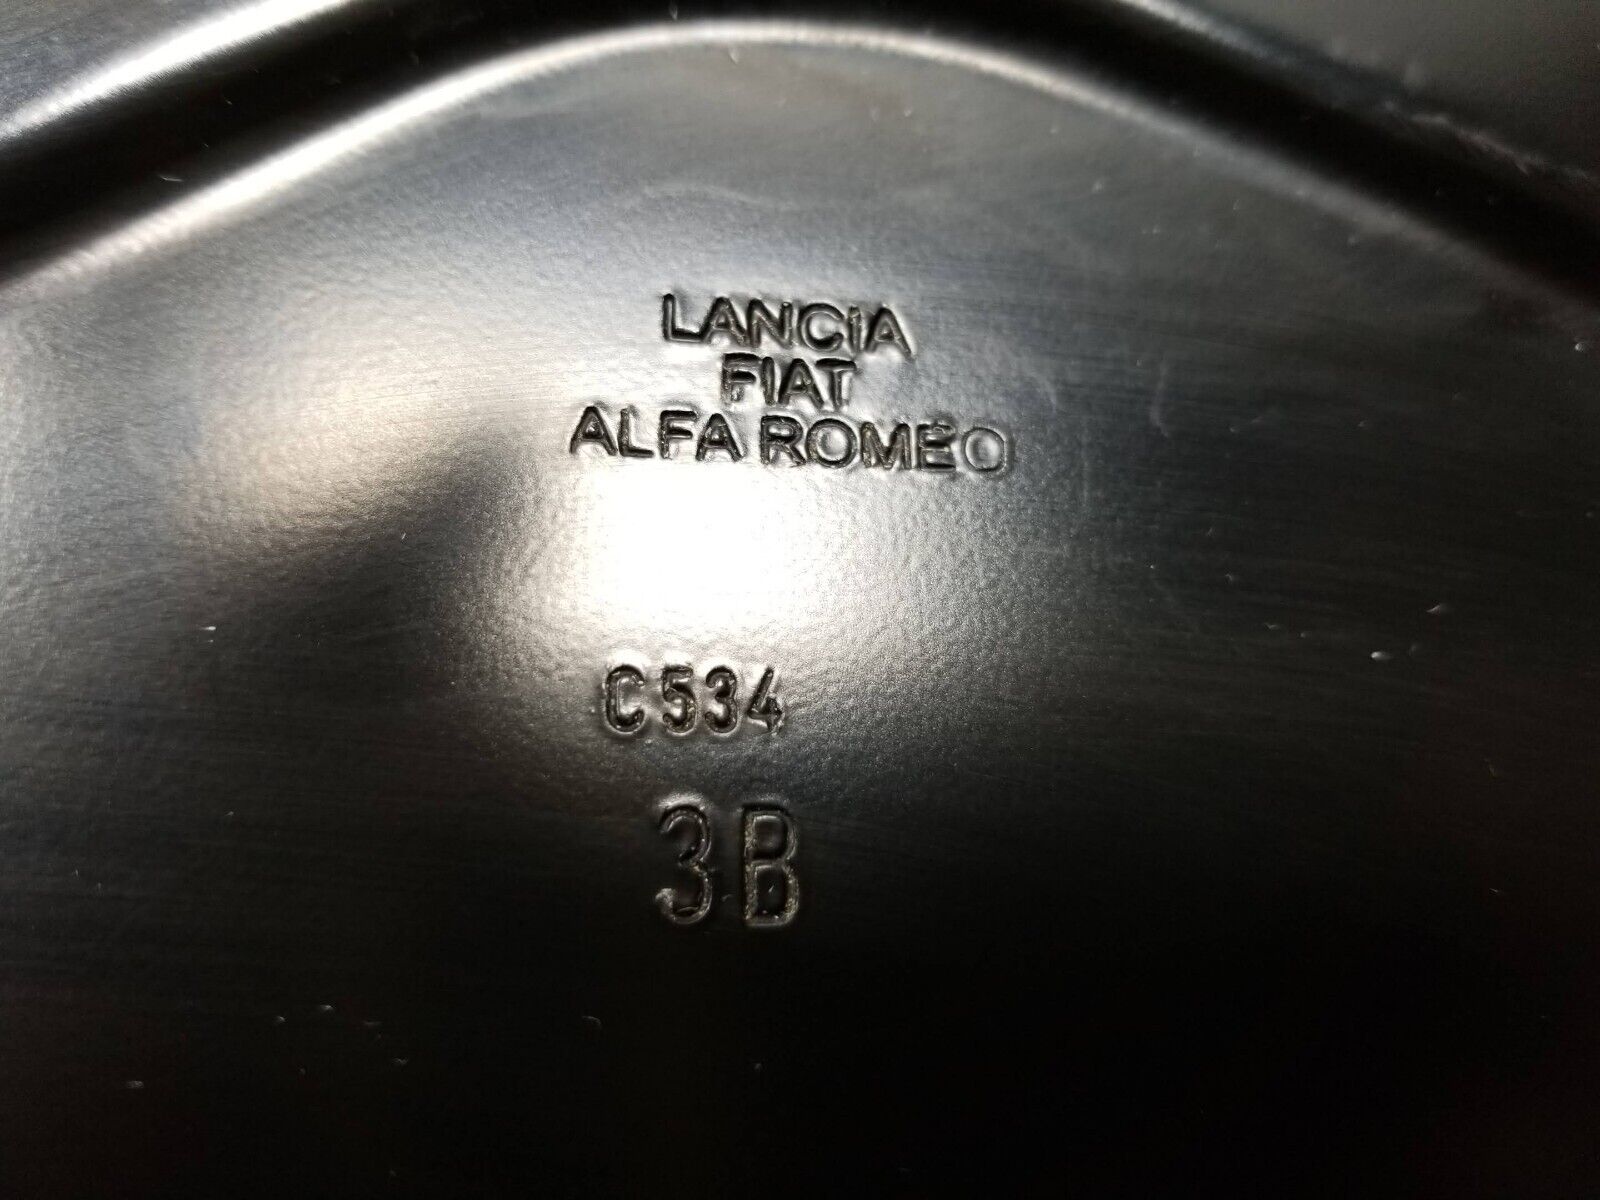 LANCIA
FIAT
ALFA ROMEO
C534
3B